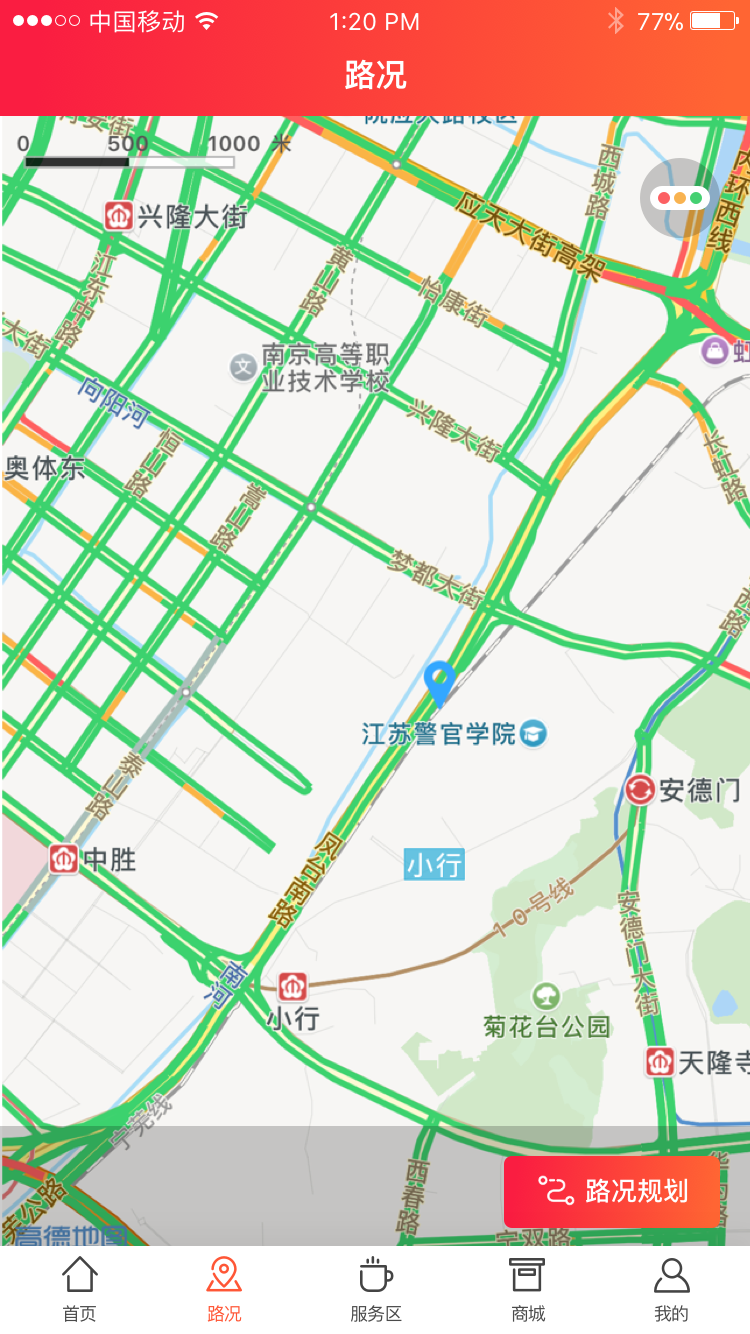 中国移动
1:20 PM
77%
路况
0 500 1000 米
西城路
内环西线
应天大街高架
兴隆大街
江东中路
黄山路
怡康街
南京高等职
业技术学校
向阳河
兴隆大街
长虹路
奥体东
恒山路
嵩山路
梦都大街
江苏警官学院
安德门
泰山路
中胜
凤台南路
小行
10号线
安德门大街
南河
小行
菊花台公园
天隆寺
宁芜线
西春路
路况规划
宁双路
高德地图
首页
路况
服务区
商城
我的